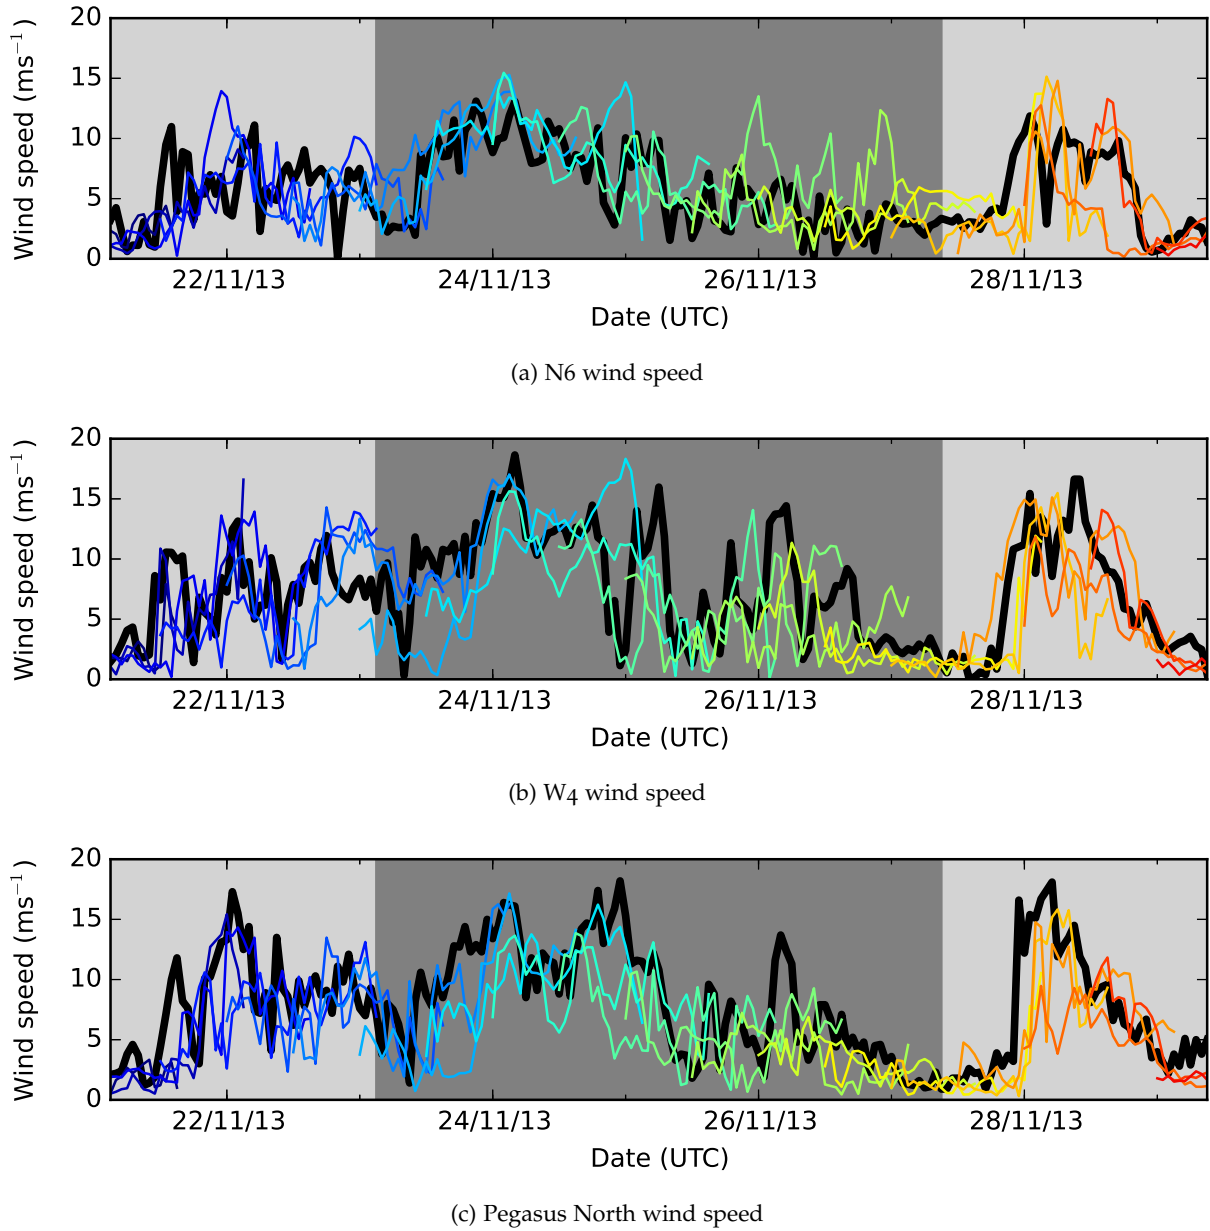 20
15
10
5
0
Wind speed (ms⁻¹)
22/11/13 24/11/13 26/11/13 28/11/13
Date (UTC)
(a) N6 wind speed
20
15
10
5
0
Wind speed (ms⁻¹)
22/11/13 24/11/13 26/11/13 28/11/13
Date (UTC)
(b) W4 wind speed
20
15
10
5
0
Wind speed (ms⁻¹)
22/11/13 24/11/13 26/11/13 28/11/13
Date (UTC)
(c) Pegasus North wind speed